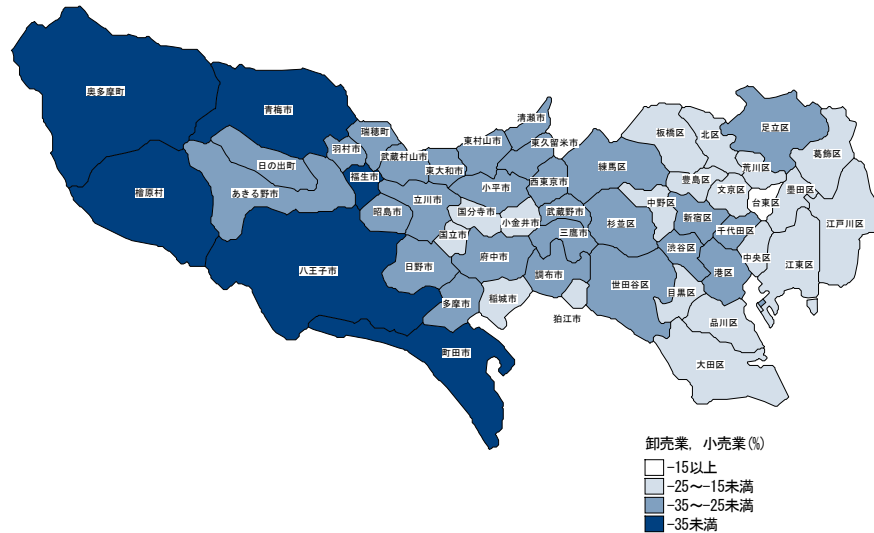 奥多摩町
青梅市
瑞穂町
羽村市
武蔵村山市
東大和市
東村山市
清瀬市
東久留米市
日の出町
福生市
檜原村
あきる野市
昭島市
立川市
小平市
西東京市
国分寺市
小金井市
武蔵野市
国立市
三鷹市
八王子市
日野市
府中市
調布市
多摩市
稲城市
狛江市
町田市
練馬区
板橋区
北区
足立区
葛飾区
荒川区
豊島区
文京区
台東区
墨田区
中野区
新宿区
千代田区
江戸川区
杉並区
渋谷区
中央区
江東区
港区
世田谷区
目黒区
品川区
大田区
卸売業，小売業(%)
-15以上
-25～-15未満
-35～-25未満
-35未満